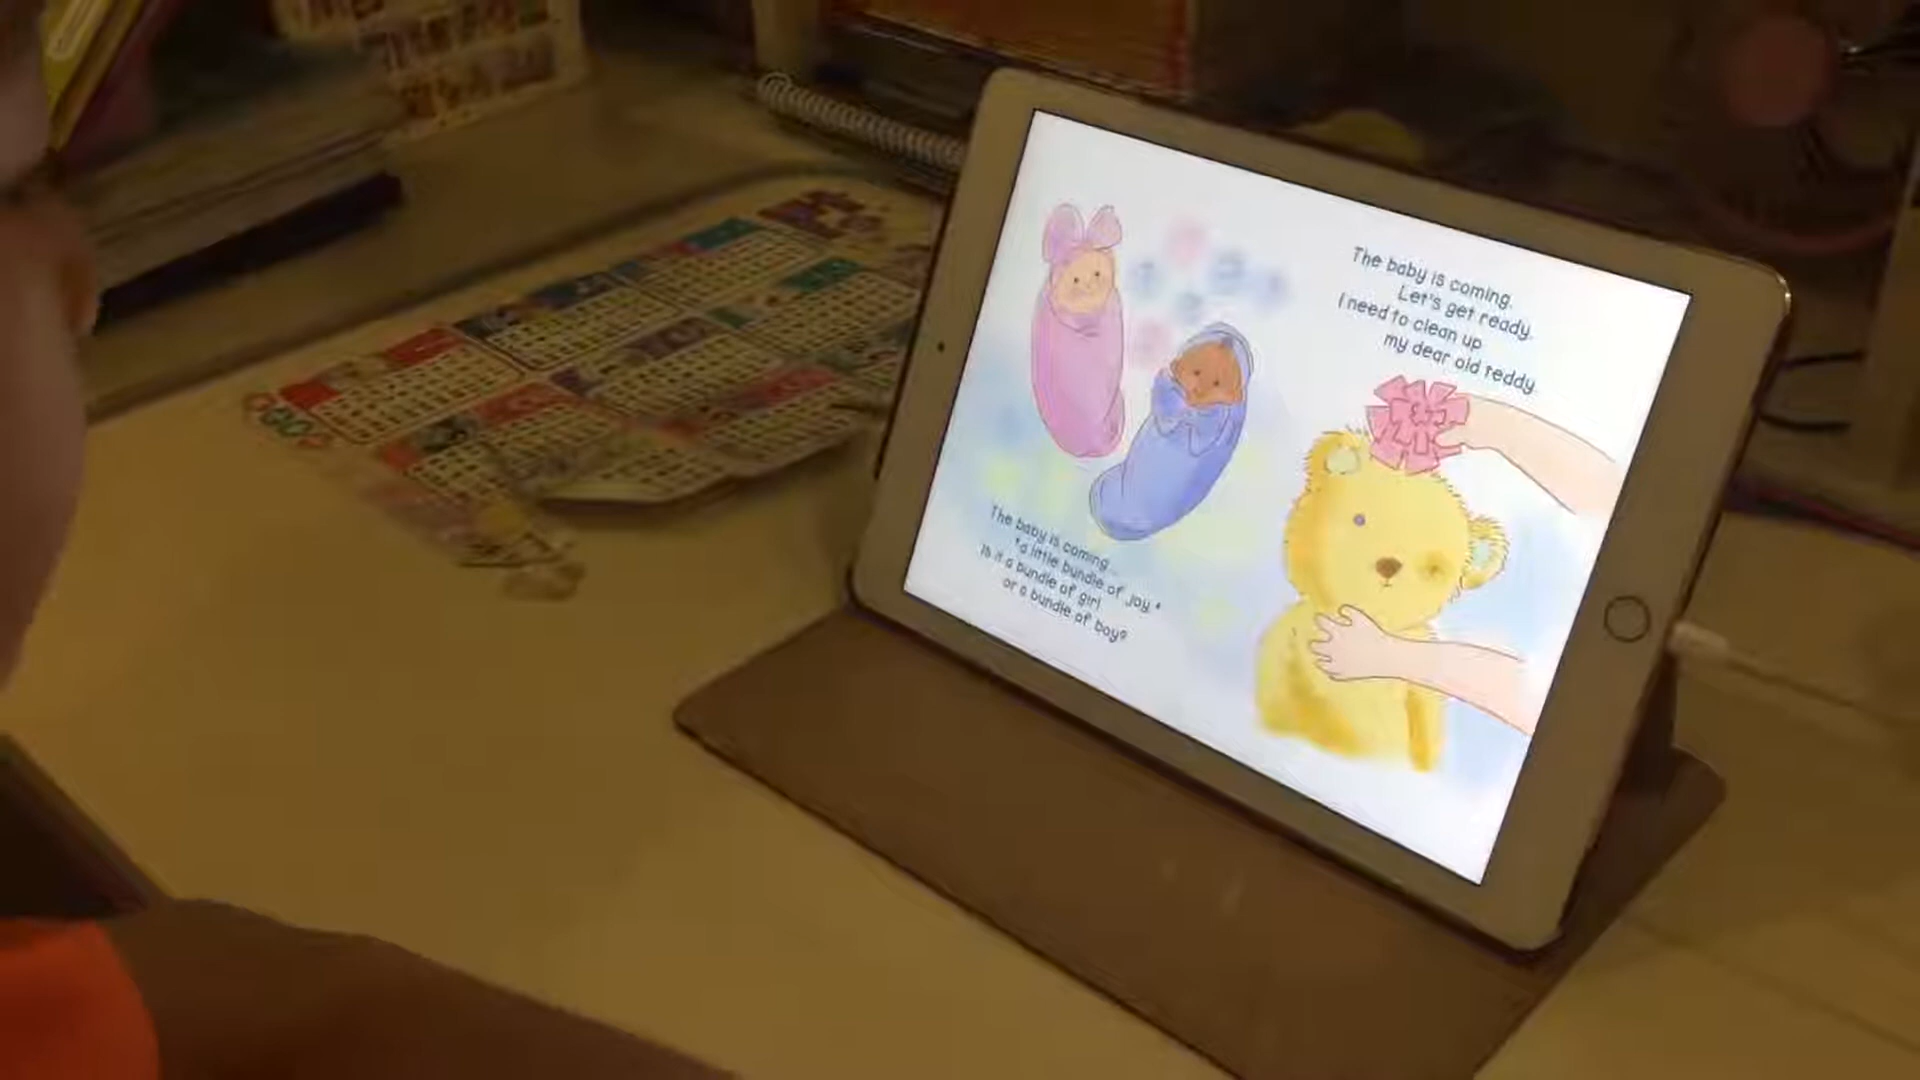 The baby is coming...
"a little bundle of joy."
Is it a bundle of girl
or a bundle of boy?
The baby is coming.
Let's get ready.
I need to clean up
my dear old teddy.